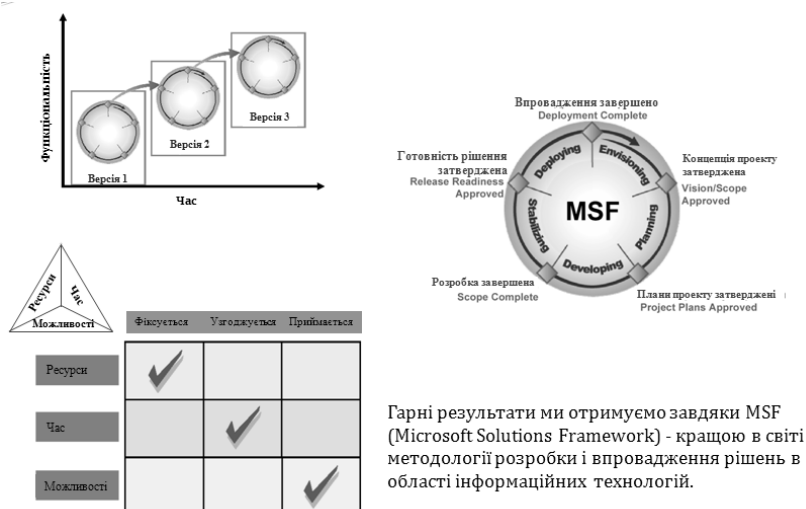 Функціональність
Версія 1
Версія 2
Версія 3
Час
Впровадження завершено
Deployment Complete
Готовність рішення
затверджена
Release Readiness
Approved
Концепція проекту
затверджена
Vision/Scope
Approved
Deploying
Envisioning
Stabilizing
MSF
Planning
Developing
Розробка завершена
Scope Complete
Плани проекту затверджені
Project Plans Approved
Ресурси
Час
Можливості
Фіксується Узгоджується Приймається
Ресурси
Час
Можливості
Гарні результати ми отримуємо завдяки MSF
(Microsoft Solutions Framework) - кращою в світі
методології розробки і впровадження рішень в
області інформаційних технологій.